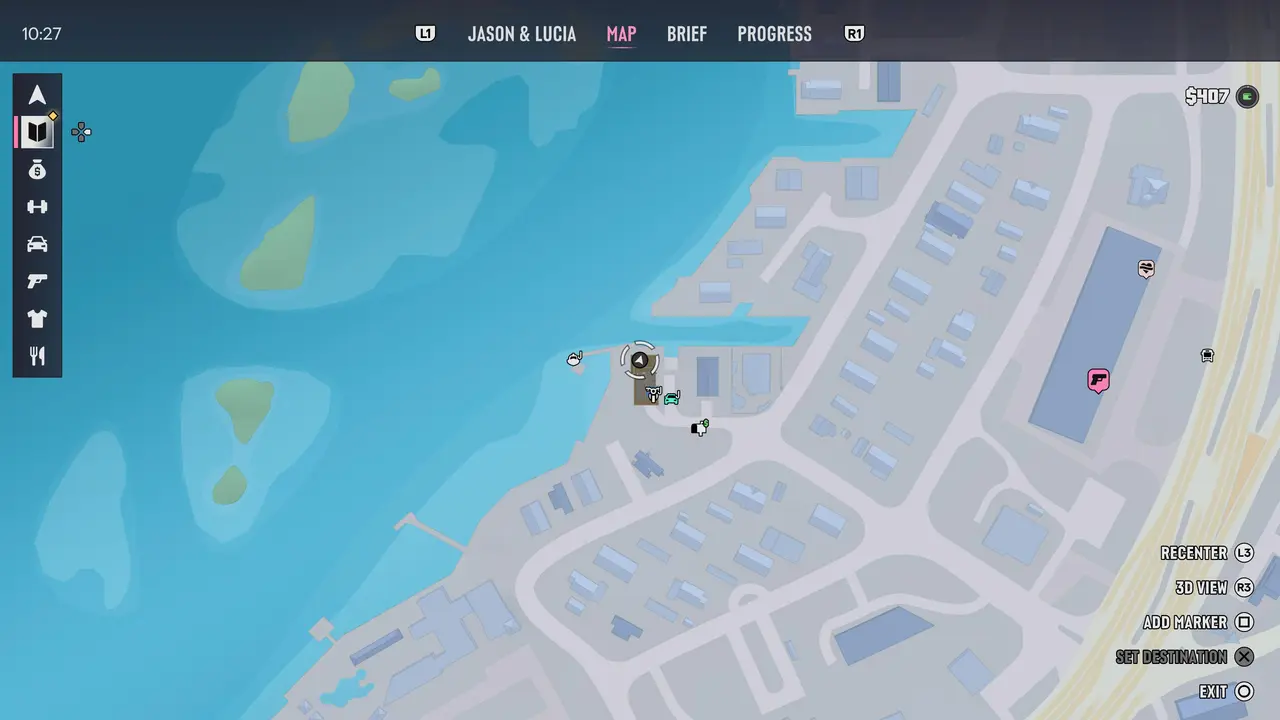 10:27
L1
JASON & LUCIA
MAP
BRIEF
PROGRESS
R1
$407
RECENTER L3
3D VIEW R3
ADD MARKER
SET DESTINATION
EXIT